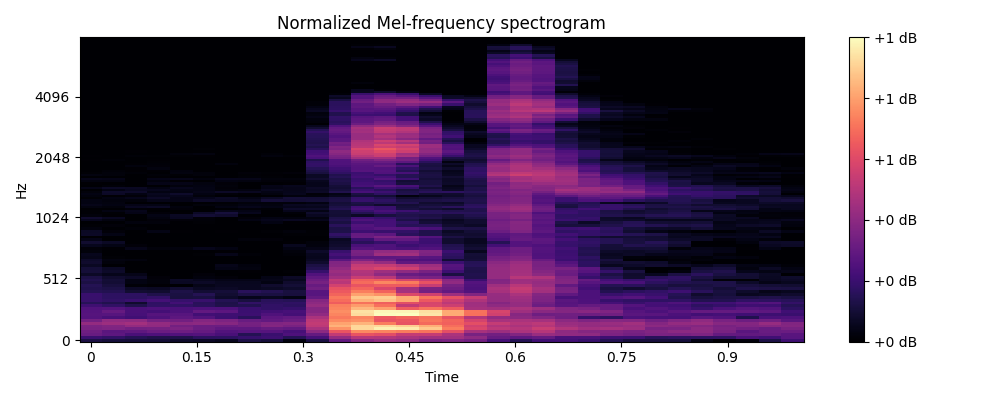 Normalized Mel-frequency spectrogram
Hz
4096
2048
1024
512
0
0 0.15 0.3 0.45 0.6 0.75 0.9
Time
+1 dB
+1 dB
+1 dB
+0 dB
+0 dB
+0 dB